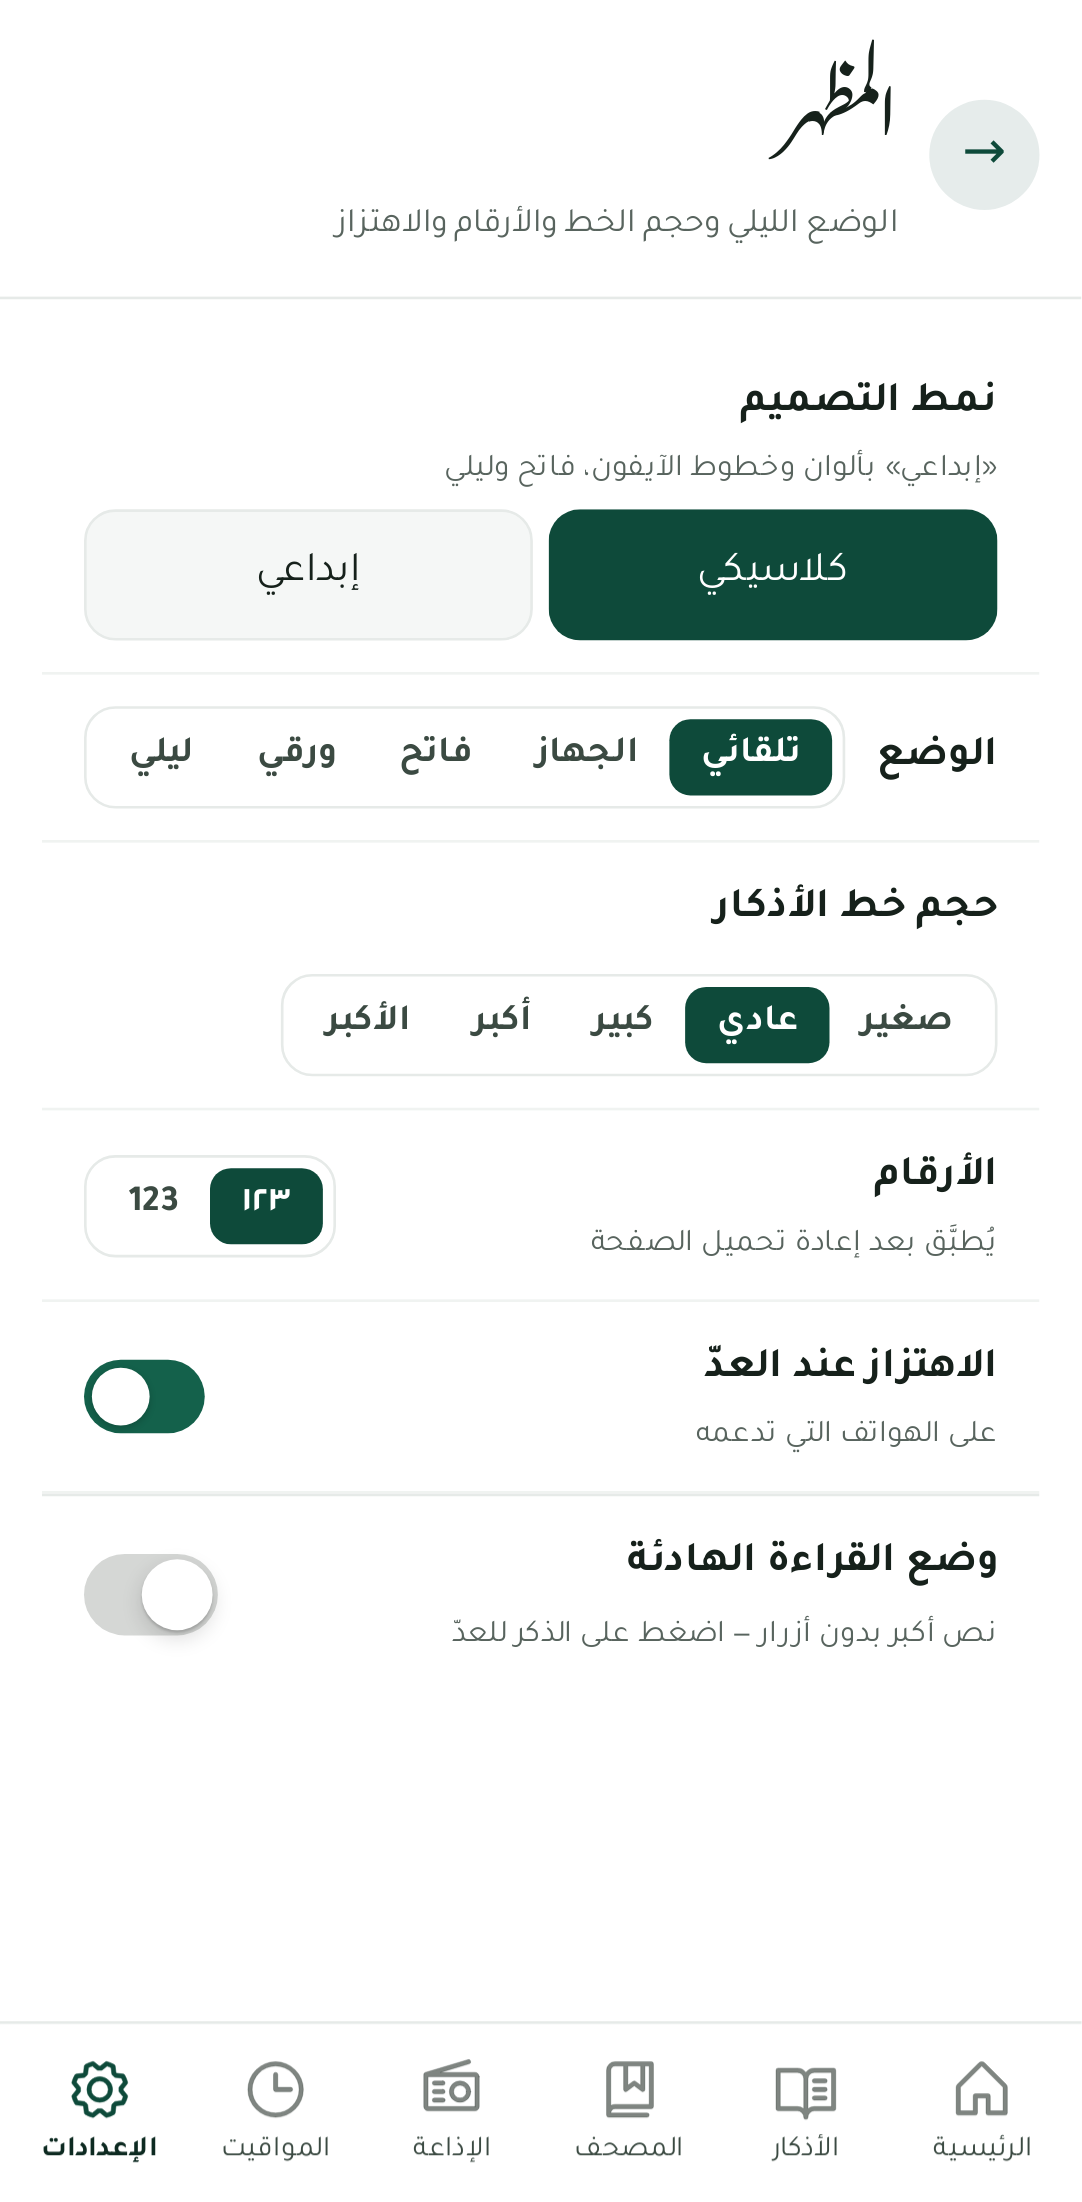 المظهر
الوضع الليلي وحجم الخط والأرقام والاهتزاز
نمط التصميم
«إبداعي» بألوان وخطوط الآيفون، فاتح وليلي
كلاسيكي إبداعي
الوضع تلقائي الجهاز فاتح ورقي ليلي
حجم خط الأذكار
صغير عادي كبير أكبر الأكبر
الأرقام ١٢٣ 123
يُطبَّق بعد إعادة تحميل الصفحة
الاهتزاز عند العدّ
على الهواتف التي تدعمه
وضع القراءة الهادئة
نص أكبر بدون أزرار – اضغط على الذكر للعدّ
الرئيسية الأذكار المصحف الإذاعة المواقيت الإعدادات